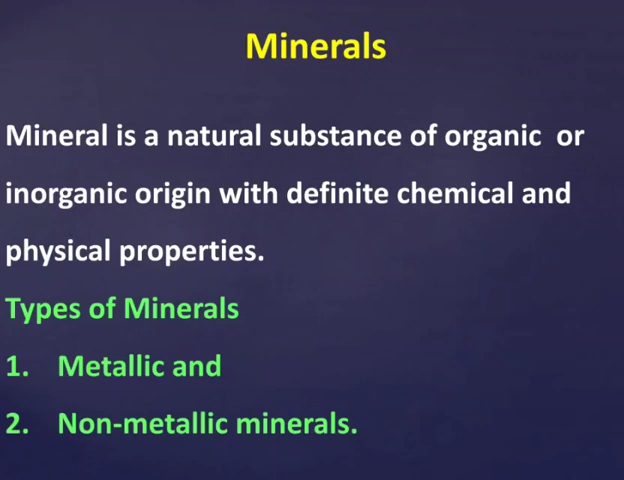 Minerals
Mineral is a natural substance of organic or
inorganic origin with definite chemical and
physical properties.
Types of Minerals
1. Metallic and
2. Non-metallic minerals.